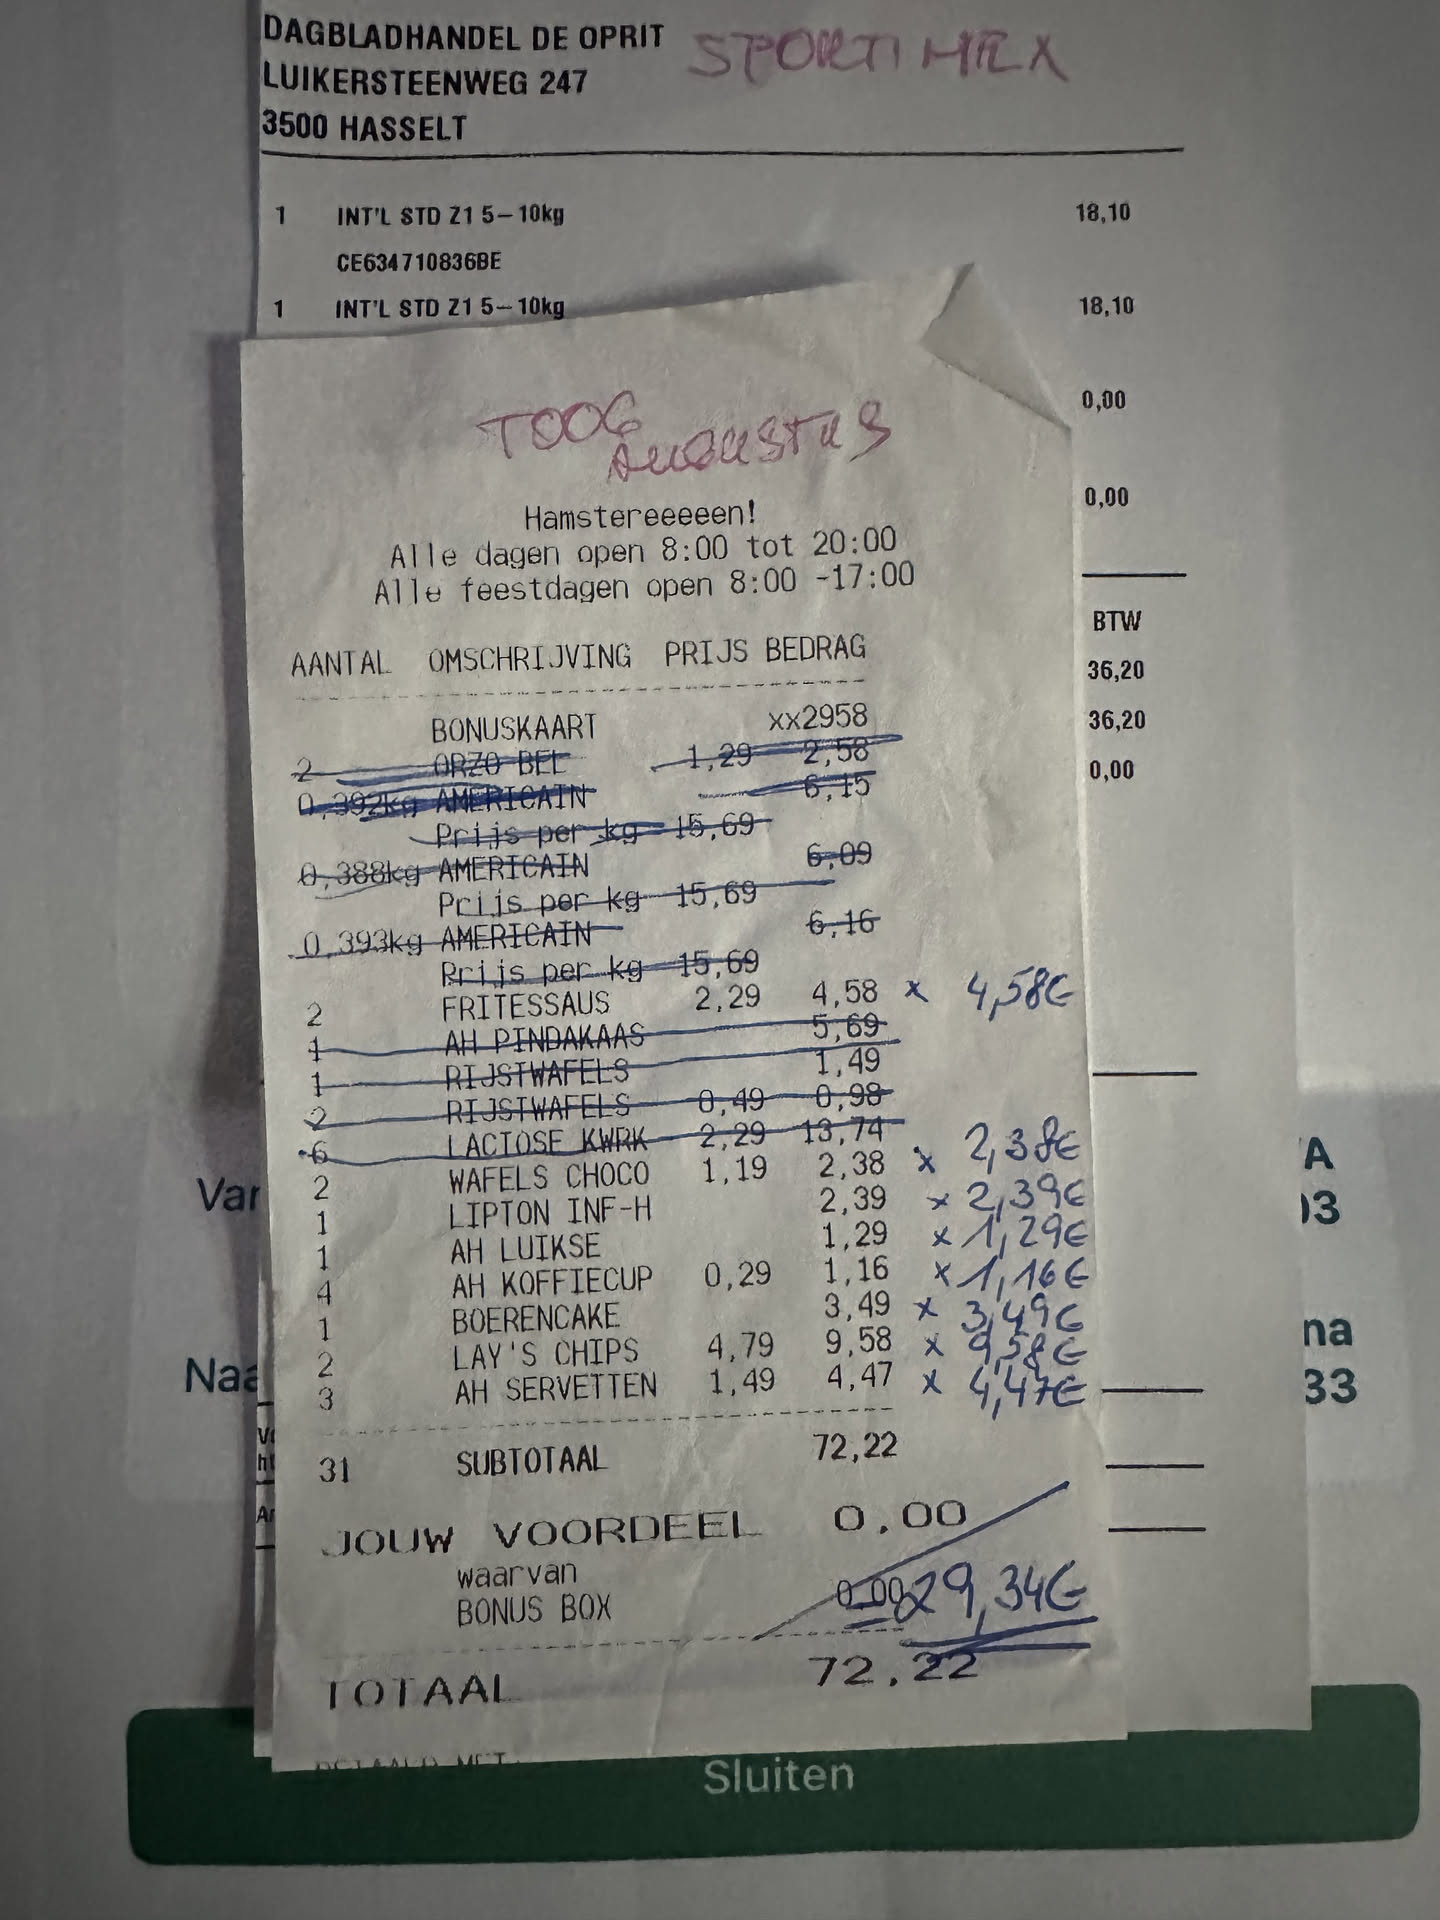 DAGBLADHANDEL DE OPRIT
LUIKERSTEENWEG 247
3500 HASSELT
1 INT'L STD Z1 5-10kg 18,10
CE634710836BE
1 INT'L STD Z1 5-10kg 18,10
0,00
0,00
BTW
36,20
36,20
0,00
TOOG
AUGUSTUS
Hamstereeeeen!
Alle dagen open 8:00 tot 20:00
Alle feestdagen open 8:00 -17:00
AANTAL OMSCHRIJVING PRIJS BEDRAG
BONUSKAART xx2958
2 ORZO BEL 1,29 2,58
0,392kg AMERICAIN 6,15
Prijs per kg 15,69
0,388kg AMERICAIN 6,09
Prijs per kg 15,69
0,393kg AMERICAIN 6,16
Prijs per kg 15,69
2 FRITESSAUS 2,29 4,58 x 4,58€
1 AH PINDAKAAS 5,69
1 RIJSTWAFELS 1,49
2 RIJSTWAFELS 0,49 0,98
6 LACTOSE KWRK 2,29 13,74
2 WAFELS CHOCO 1,19 2,38 x 2,38€
1 LIPTON INF-H 2,39 x 2,39€
1 AH LUIKSE 1,29 x 1,29€
4 AH KOFFIECUP 0,29 1,16 x 1,16€
1 BOERENCAKE 3,49 x 3,49€
2 LAY'S CHIPS 4,79 9,58 x 9,58€
3 AH SERVETTEN 1,49 4,47 x 4,47€
31 SUBTOTAAL 72,22
JOUW VOORDEEL 0,00
waarvan
BONUS BOX 0,00 29,34€
TOTAAL 72,22
Sluiten